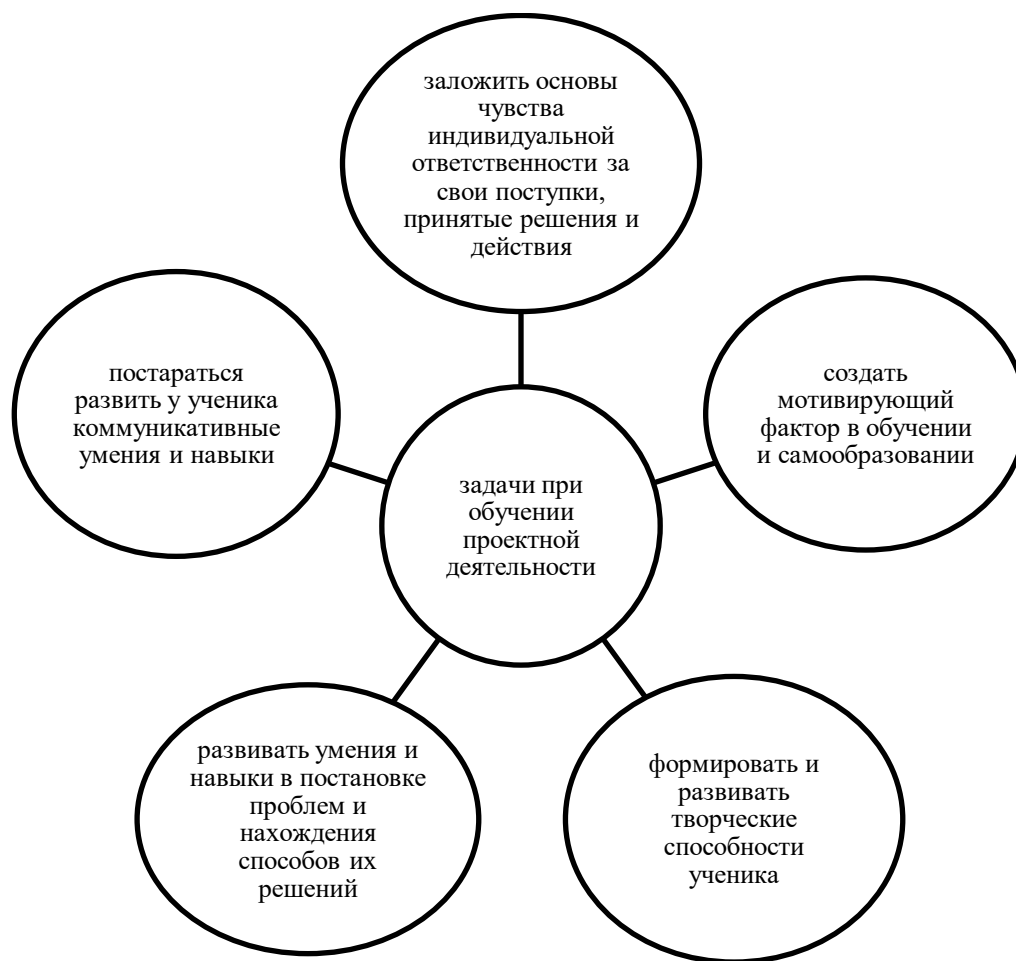 заложить основы
чувства
индивидуальной
ответственности за
свои поступки,
принятые решения и
действия
постараться
развить у ученика
коммуникативные
умения и навыки
создать
мотивирующий
фактор в обучении
и самообразовании
задачи при
обучении
проектной
деятельности
развивать умения и
навыки в постановке
проблем и
нахождения
способов их
решений
формировать и
развивать
творческие
способности
ученика